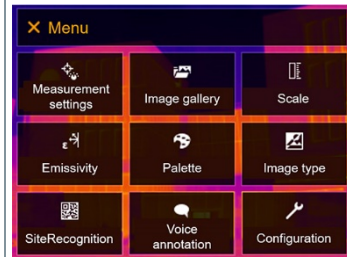 Menu
Measurement
settings
Image gallery
Scale
ε
Emissivity
Palette
Image type
SiteRecognition
Voice
annotation
Configuration